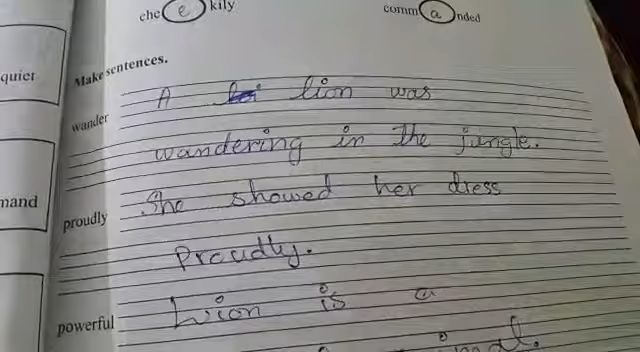 che e kily
comm a nded
quiet
Make sentences.
A lion was
wander
wandering in the jungle.
mand
She showed her dress
proudly
Proudly.
Lion is a
powerful